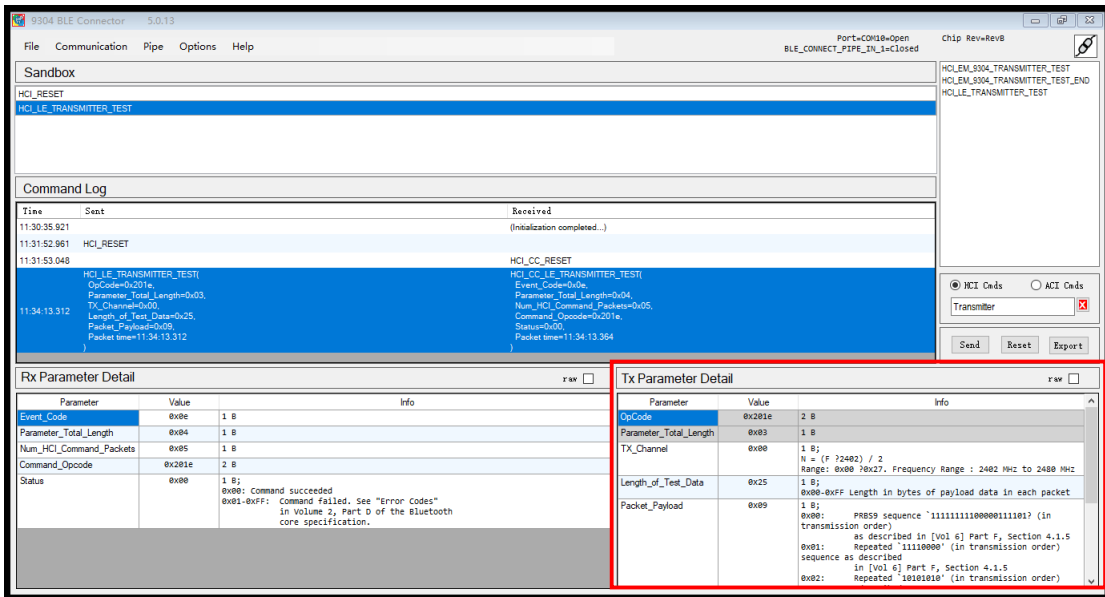 9304 BLE Connector 5.0.13
File Communication Pipe Options Help
Port=COM10=Open
BLE_CONNECT_PIPE_IN_1=Closed
Chip Rev=RevB
Sandbox
HCI_RESET
HCI_LE_TRANSMITTER_TEST
HCI_EM_9304_TRANSMITTER_TEST
HCI_EM_9304_TRANSMITTER_TEST_END
HCI_LE_TRANSMITTER_TEST
Command Log
Time Sent Received
11:30:35.921 (Initialization completed...)
11:31:52.961 HCI_RESET
11:31:53.048 HCI_CC_RESET
11:34:13.312
HCI_LE_TRANSMITTER_TEST(
OpCode=0x201e,
Parameter_Total_Length=0x03,
TX_Channel=0x00,
Length_of_Test_Data=0x25,
Packet_Payload=0x09,
Packet time=11:34:13.312
)
HCI_CC_LE_TRANSMITTER_TEST(
Event_Code=0x0e,
Parameter_Total_Length=0x04,
Num_HCI_Command_Packets=0x05,
Command_Opcode=0x201e,
Status=0x00,
Packet time=11:34:13.364
)
HCI Cmds ACI Cmds
Transmitter X
Send Reset Export
Rx Parameter Detail raw
Parameter Value Info
Event_Code 0x0e 1 B
Parameter_Total_Length 0x04 1 B
Num_HCI_Command_Packets 0x05 1 B
Command_Opcode 0x201e 2 B
Status 0x00 1 B;
0x00: Command succeeded
0x01-0xFF: Command failed. See "Error Codes"
in Volume 2, Part D of the Bluetooth
core specification.
Tx Parameter Detail raw
Parameter Value Info
OpCode 0x201e 2 B
Parameter_Total_Length 0x03 1 B
TX_Channel 0x00 1 B;
N = (F ?2402) / 2
Range: 0x00 ?0x27. Frequency Range : 2402 MHz to 2480 MHz
Length_of_Test_Data 0x25 1 B;
0x00-0xFF Length in bytes of payload data in each packet
Packet_Payload 0x09 1 B;
0x00: PRBS9 sequence `11111111100000111101? (in
transmission order)
as described in [Vol 6] Part F, Section 4.1.5
0x01: Repeated `11110000' (in transmission order)
sequence as described
in [Vol 6] Part F, Section 4.1.5
0x02: Repeated `10101010' (in transmission order)